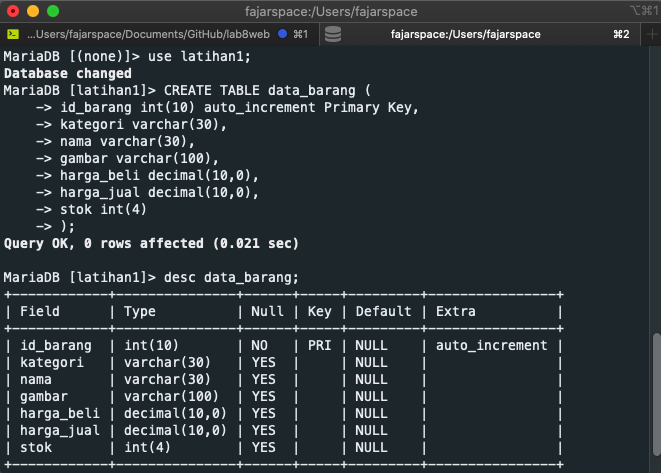 fajarspace:/Users/fajarspace
⌥⌘1
...Users/fajarspace/Documents/GitHub/lab8web ⌘1
fajarspace:/Users/fajarspace ⌘2
MariaDB [(none)]> use latihan1;
Database changed
MariaDB [latihan1]> CREATE TABLE data_barang (
    -> id_barang int(10) auto_increment Primary Key,
    -> kategori varchar(30),
    -> nama varchar(30),
    -> gambar varchar(100),
    -> harga_beli decimal(10,0),
    -> harga_jual decimal(10,0),
    -> stok int(4)
    -> );
Query OK, 0 rows affected (0.021 sec)
MariaDB [latihan1]> desc data_barang;
+------------+---------------+------+-----+---------+----------------+
| Field      | Type          | Null | Key | Default | Extra          |
+------------+---------------+------+-----+---------+----------------+
| id_barang  | int(10)       | NO   | PRI | NULL    | auto_increment |
| kategori   | varchar(30)   | YES  |     | NULL    |                |
| nama       | varchar(30)   | YES  |     | NULL    |                |
| gambar     | varchar(100)  | YES  |     | NULL    |                |
| harga_beli | decimal(10,0) | YES  |     | NULL    |                |
| harga_jual | decimal(10,0) | YES  |     | NULL    |                |
| stok       | int(4)        | YES  |     | NULL    |                |
+------------+---------------+------+-----+---------+----------------+